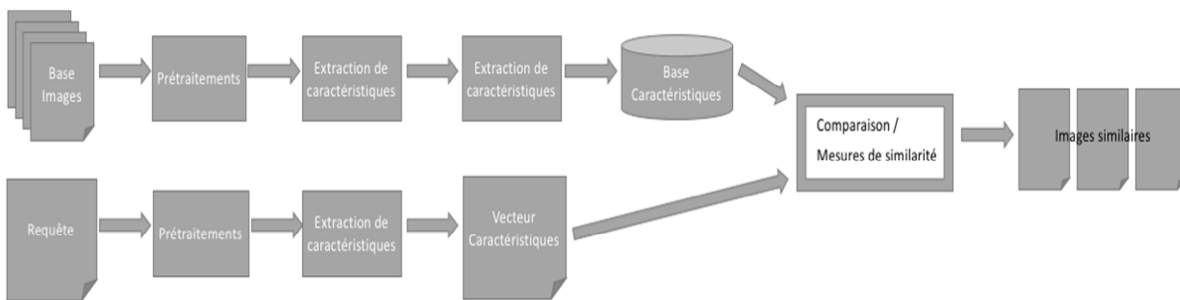 Base
Images
Prétraitements
Extraction de
caractéristiques
Extraction de
caractéristiques
Base
Caractéristiques
Comparaison /
Mesures de similarité
Images similaires
Requête
Prétraitements
Extraction de
caractéristiques
Vecteur
Caractéristiques